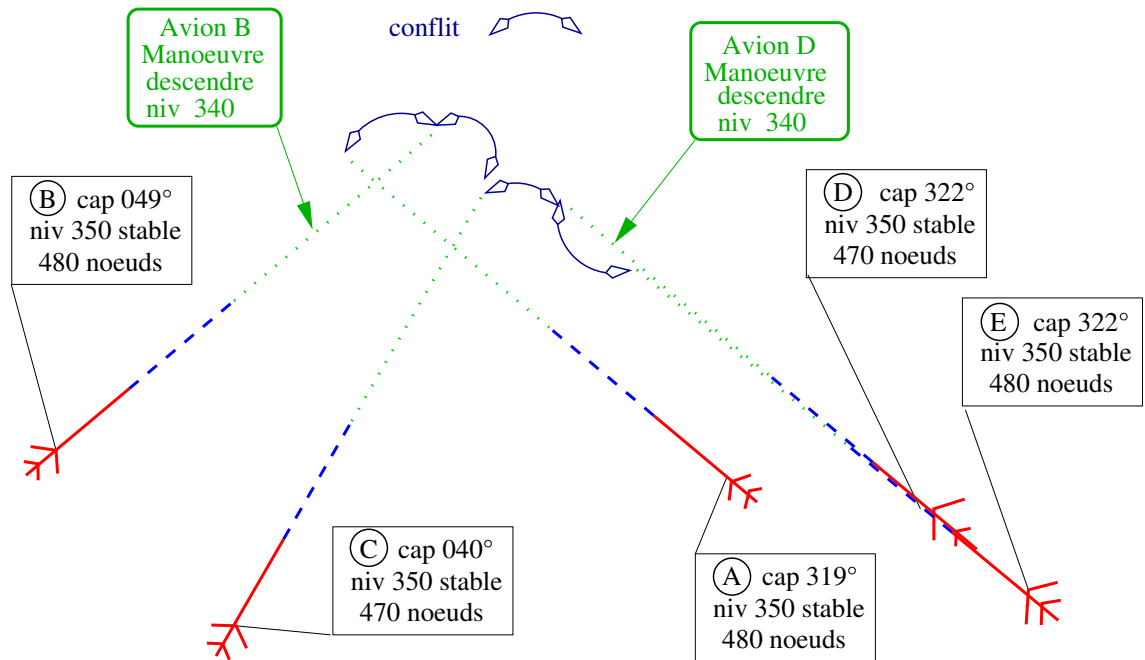 conflit
Avion B
Manoeuvre
descendre
niv 340
Avion D
Manoeuvre
descendre
niv 340
B cap 049°
niv 350 stable
480 noeuds
D cap 322°
niv 350 stable
470 noeuds
E cap 322°
niv 350 stable
480 noeuds
C cap 040°
niv 350 stable
470 noeuds
A cap 319°
niv 350 stable
480 noeuds